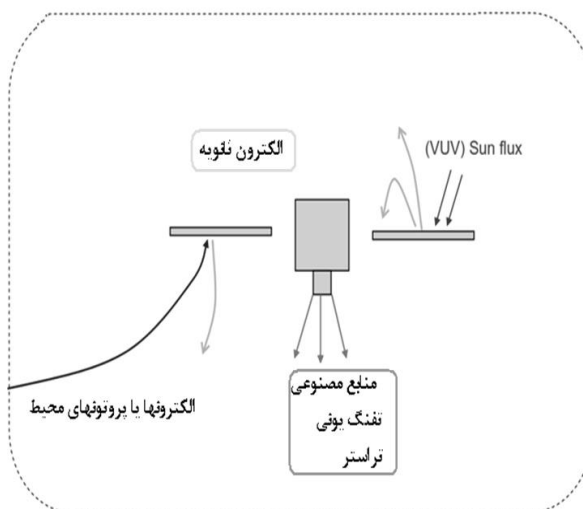 الکترون ثانویه
(VUV) Sun flux
الکترونها یا پروتونهای محیط
منابع مصنوعی
تفنگ یونی
تراستر